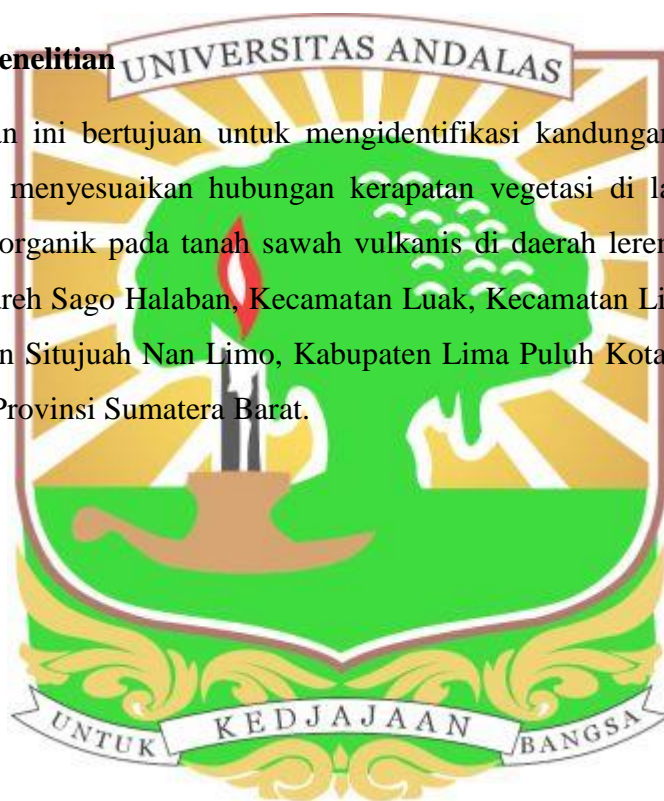 enelitian
UNIVERSITAS ANDALAS
an ini bertujuan untuk mengidentifikasi kandungan
menyesuaikan hubungan kerapatan vegetasi di la
organik pada tanah sawah vulkanis di daerah leren
areh Sago Halaban, Kecamatan Luak, Kecamatan Li
n Situjuah Nan Limo, Kabupaten Lima Puluh Kota
Provinsi Sumatera Barat.
UNTUK KEDJAJAAN BANGSA